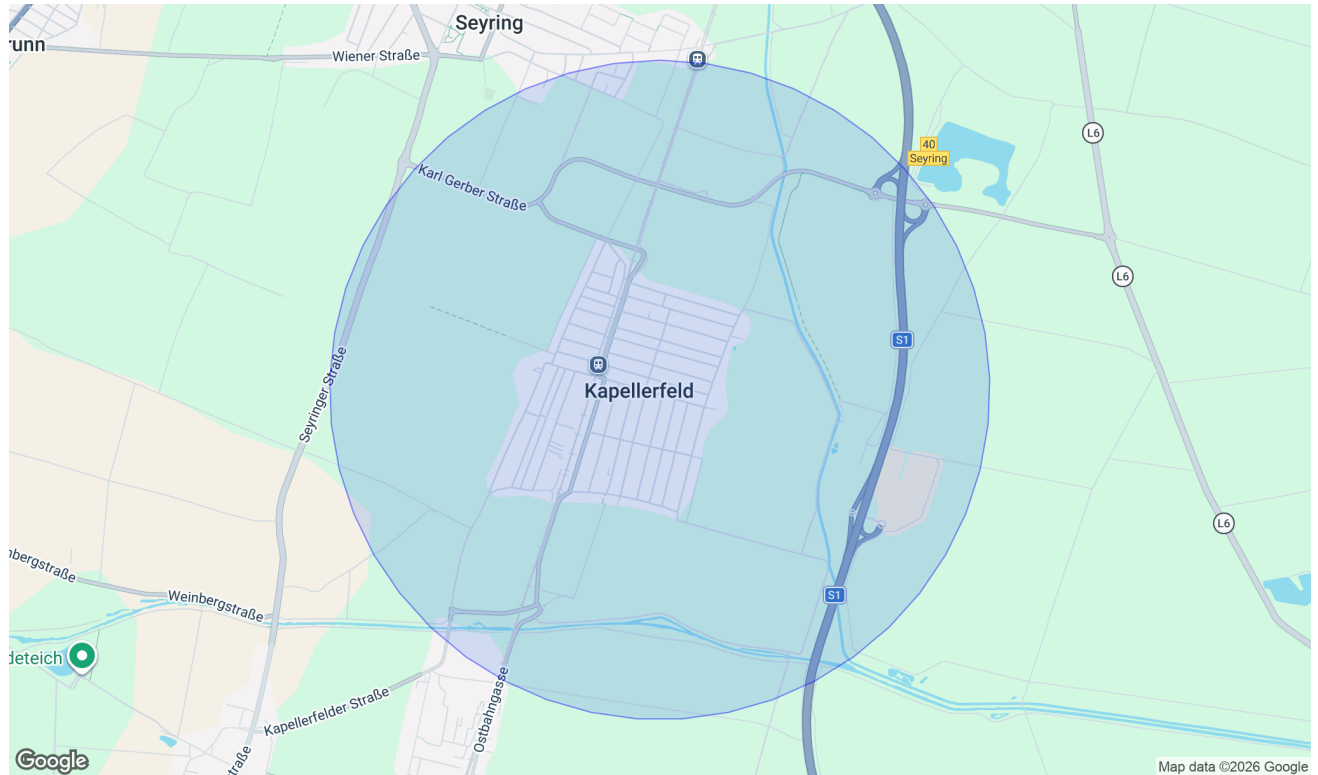 Seyring
runn
Wiener Straße
L6
40
Seyring
Karl Gerber Straße
L6
S1
Seyringer Straße
Kapellerfeld
L6
nbergstraße
Weinbergstraße
S1
deteich
Kapellerfelder Straße
Ostbahngasse
traße
Google
Map data ©2026 Google